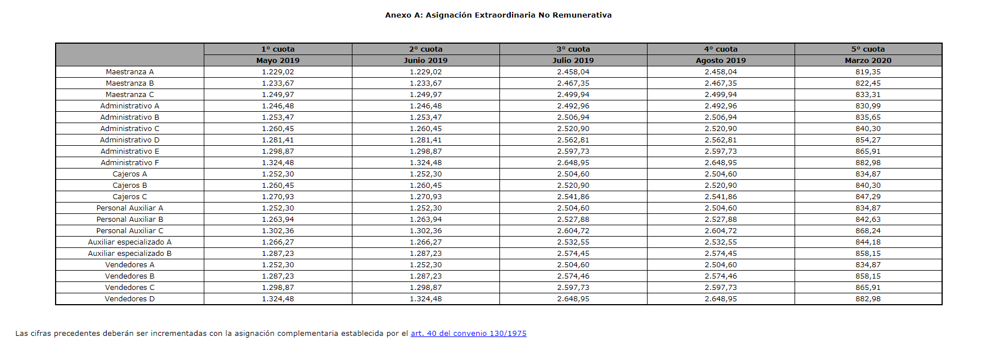 Anexo A: Asignación Extraordinaria No Remunerativa
1° cuota 2° cuota 3° cuota 4° cuota 5° cuota
Mayo 2019 Junio 2019 Julio 2019 Agosto 2019 Marzo 2020
Maestranza A 1.229,02 1.229,02 2.458,04 2.458,04 819,35
Maestranza B 1.233,67 1.233,67 2.467,35 2.467,35 822,45
Maestranza C 1.249,97 1.249,97 2.499,94 2.499,94 833,31
Administrativo A 1.246,48 1.246,48 2.492,96 2.492,96 830,99
Administrativo B 1.253,47 1.253,47 2.506,94 2.506,94 835,65
Administrativo C 1.260,45 1.260,45 2.520,90 2.520,90 840,30
Administrativo D 1.281,41 1.281,41 2.562,81 2.562,81 854,27
Administrativo E 1.298,87 1.298,87 2.597,73 2.597,73 865,91
Administrativo F 1.324,48 1.324,48 2.648,95 2.648,95 882,98
Cajeros A 1.252,30 1.252,30 2.504,60 2.504,60 834,87
Cajeros B 1.260,45 1.260,45 2.520,90 2.520,90 840,30
Cajeros C 1.270,93 1.270,93 2.541,86 2.541,86 847,29
Personal Auxiliar A 1.252,30 1.252,30 2.504,60 2.504,60 834,87
Personal Auxiliar B 1.263,94 1.263,94 2.527,88 2.527,88 842,63
Personal Auxiliar C 1.302,36 1.302,36 2.604,72 2.604,72 868,24
Auxiliar especializado A 1.266,27 1.266,27 2.532,55 2.532,55 844,18
Auxiliar especializado B 1.287,23 1.287,23 2.574,45 2.574,45 858,15
Vendedores A 1.252,30 1.252,30 2.504,60 2.504,60 834,87
Vendedores B 1.287,23 1.287,23 2.574,46 2.574,46 858,15
Vendedores C 1.298,87 1.298,87 2.597,73 2.597,73 865,91
Vendedores D 1.324,48 1.324,48 2.648,95 2.648,95 882,98
Las cifras precedentes deberán ser incrementadas con la asignación complementaria establecida por el art. 40 del convenio 130/1975